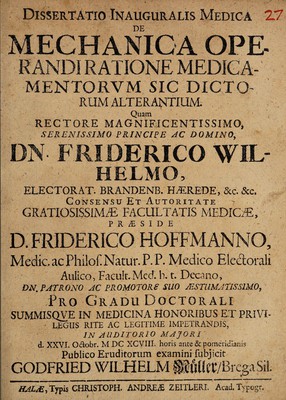 27
DISSERTATIO INAUGURALIS MEDICA
DE
MECHANICA OPE-
RANDI RATIONE MEDICA-
MENTORVM SIC DICTO-
RUM ALTERANTIUM.
Quam
RECTORE MAGNIFICENTISSIMO,
SERENISSIMO PRINCIPE AC DOMINO,
DN. FRIDERICO WIL-
HELMO,
ELECTORAT. BRANDENB. HÆREDE, &c. &c.
CONSENSU ET AUTORITATE
GRATIOSISSIMÆ FACULTATIS MEDICÆ,
PRÆSIDE
D. FRIDERICO HOFFMANNO,
Medic. ac Philos. Natur. P. P. Medico Electorali
Aulico, Facult. Med. h. t. Decano,
DN. PATRONO AC PROMOTORE SUO ÆSTUMATISSIMO,
PRO GRADU DOCTORALI
SUMMISQVE IN MEDICINA HONORIBUS ET PRIVI-
LEGIIS RITE AC LEGITIME IMPETRANDIS,
IN AUDITORIO MAJORI
d. XXVI. Octobr. M DC XCVIII. horis ante & pomeridianis
Publico Eruditorum examini subjicit
GODFRIED WILHELM Müller/ Brega Sil.
HALÆ, Typis CHRISTOPH. ANDREÆ ZEITLERI. Acad. Typogr.